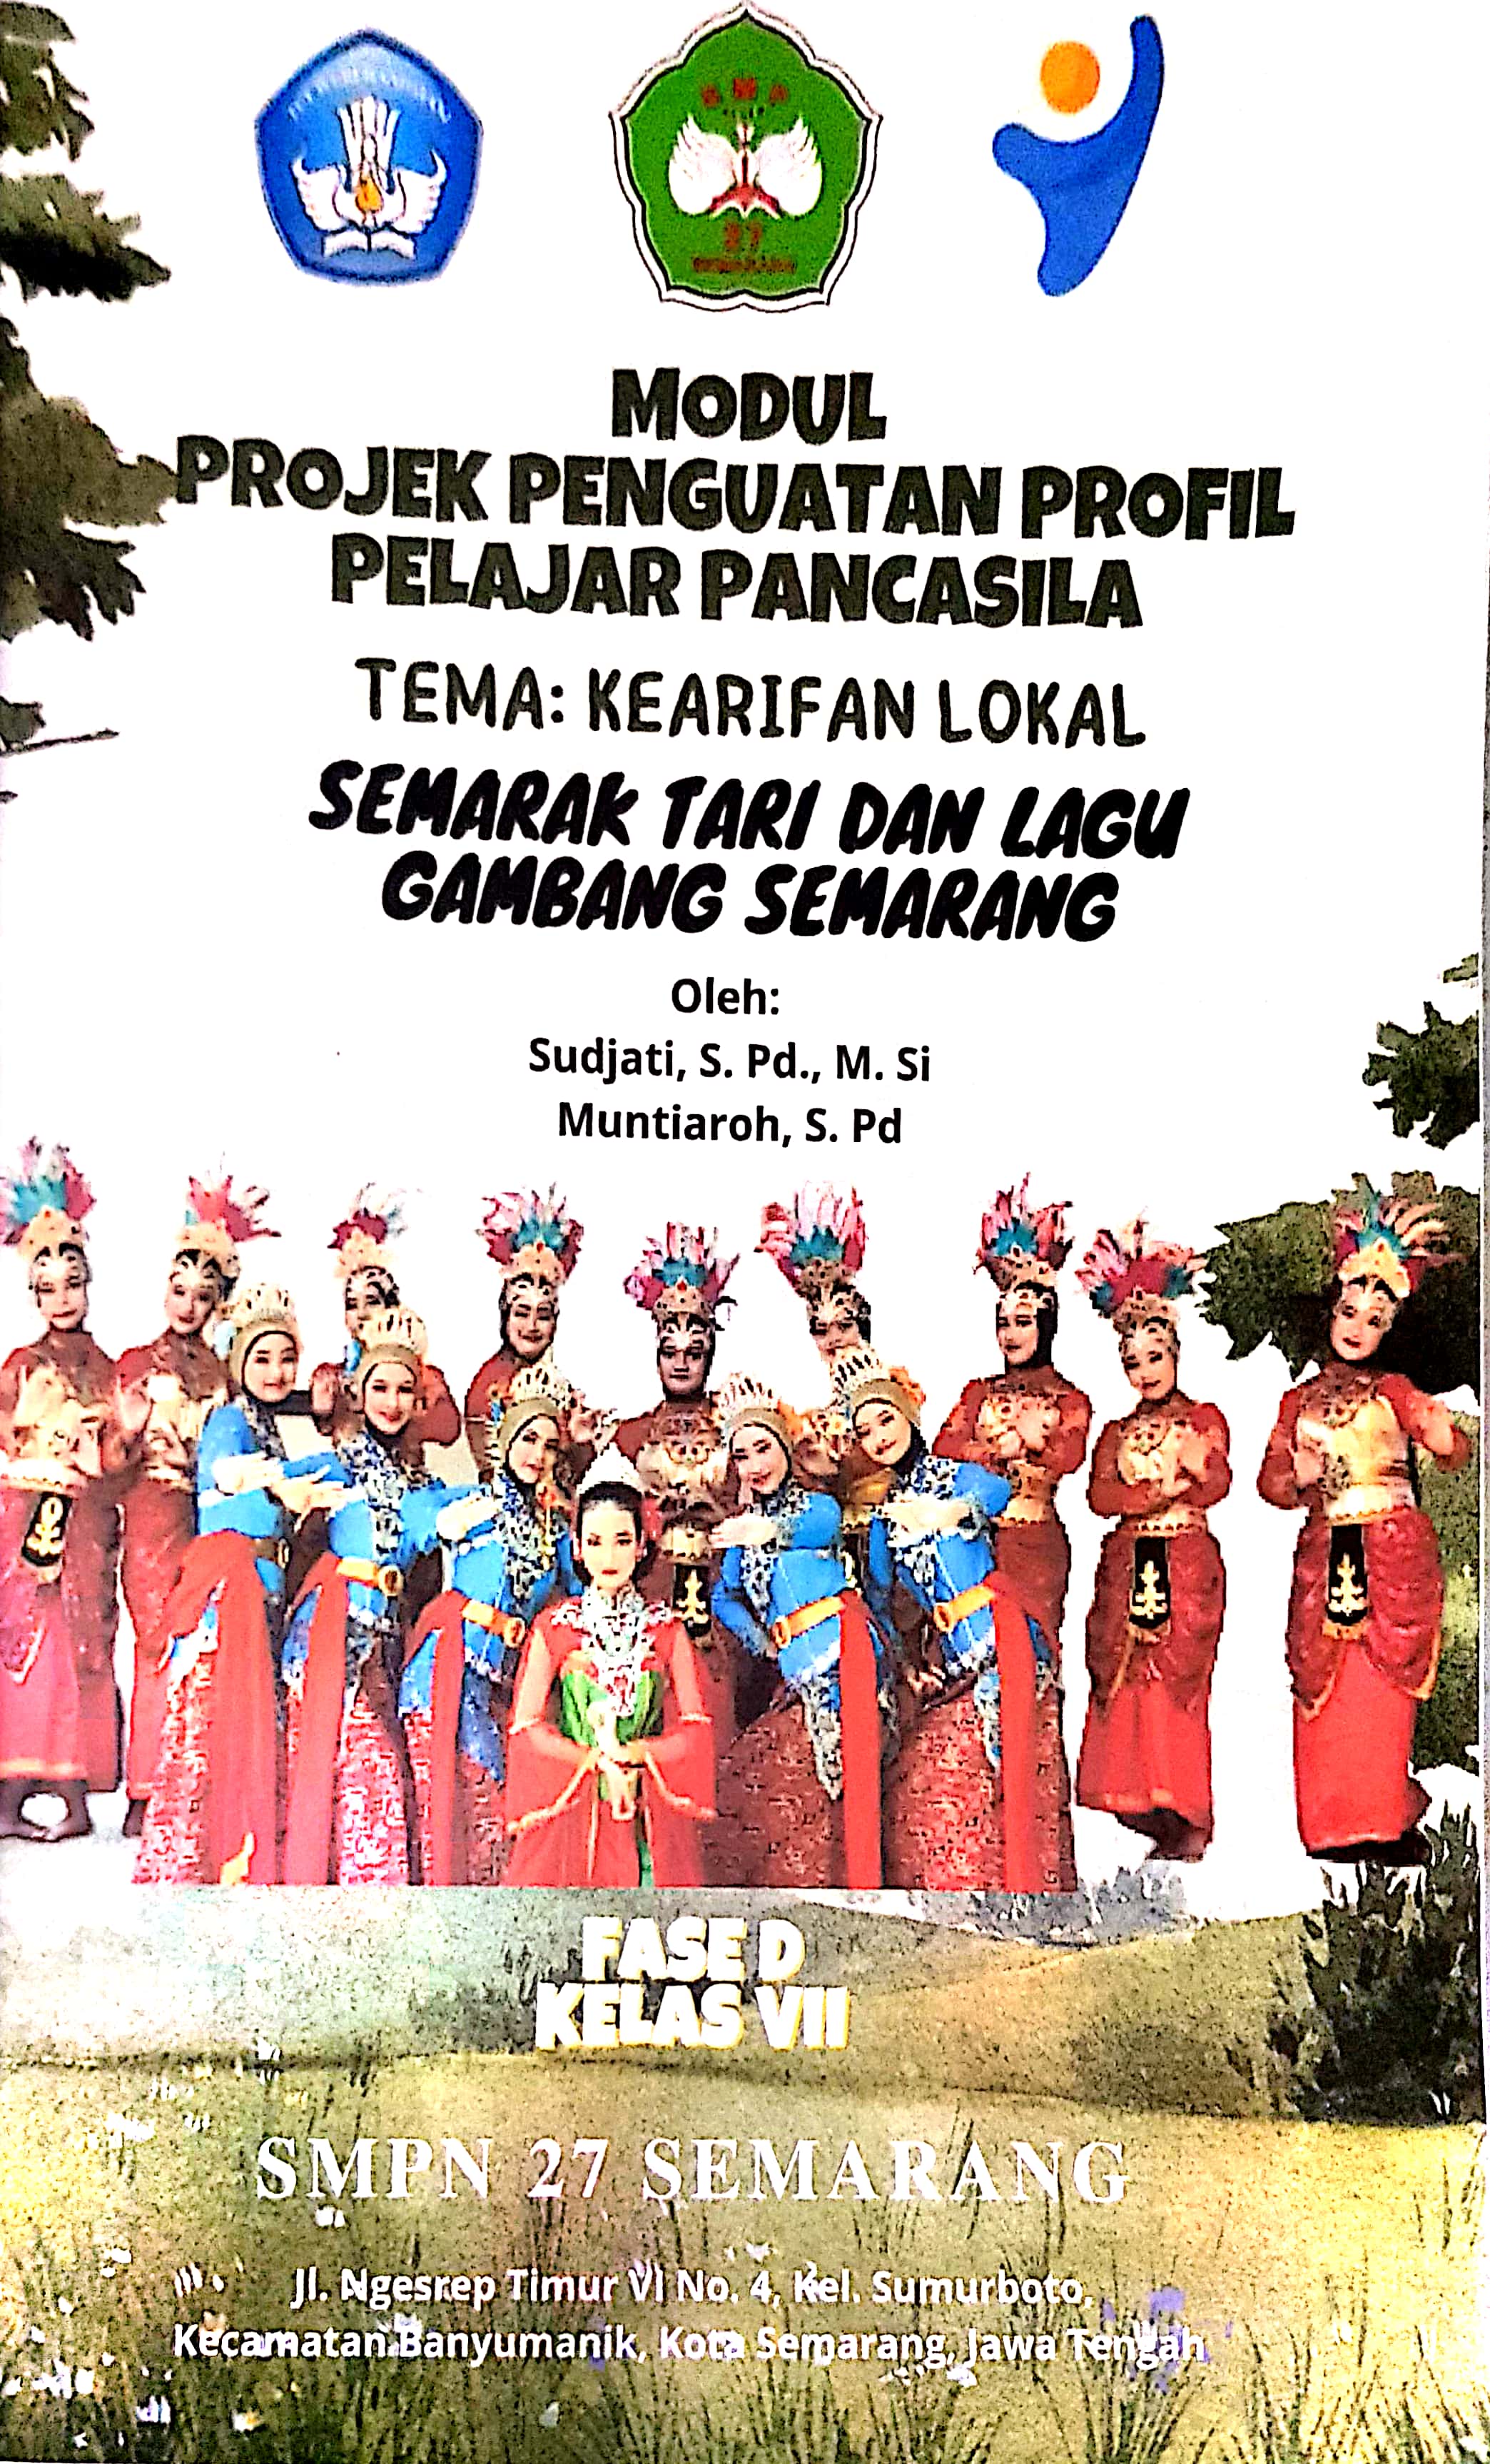 MODUL
PROJEK PENGUATAN PROFIL
PELAJAR PANCASILA
TEMA: KEARIFAN LOKAL
SEMARAK TARI DAN LAGU
GAMBANG SEMARANG
Oleh:
Sudjati, S. Pd., M. Si
Muntiaroh, S. Pd
FASE D
KELAS VII
SMPN 27 SEMARANG
Jl. Ngesrep Timur VI No. 4, Kel. Sumurboto,
Kecamatan Banyumanik, Kota Semarang, Jawa Tengah